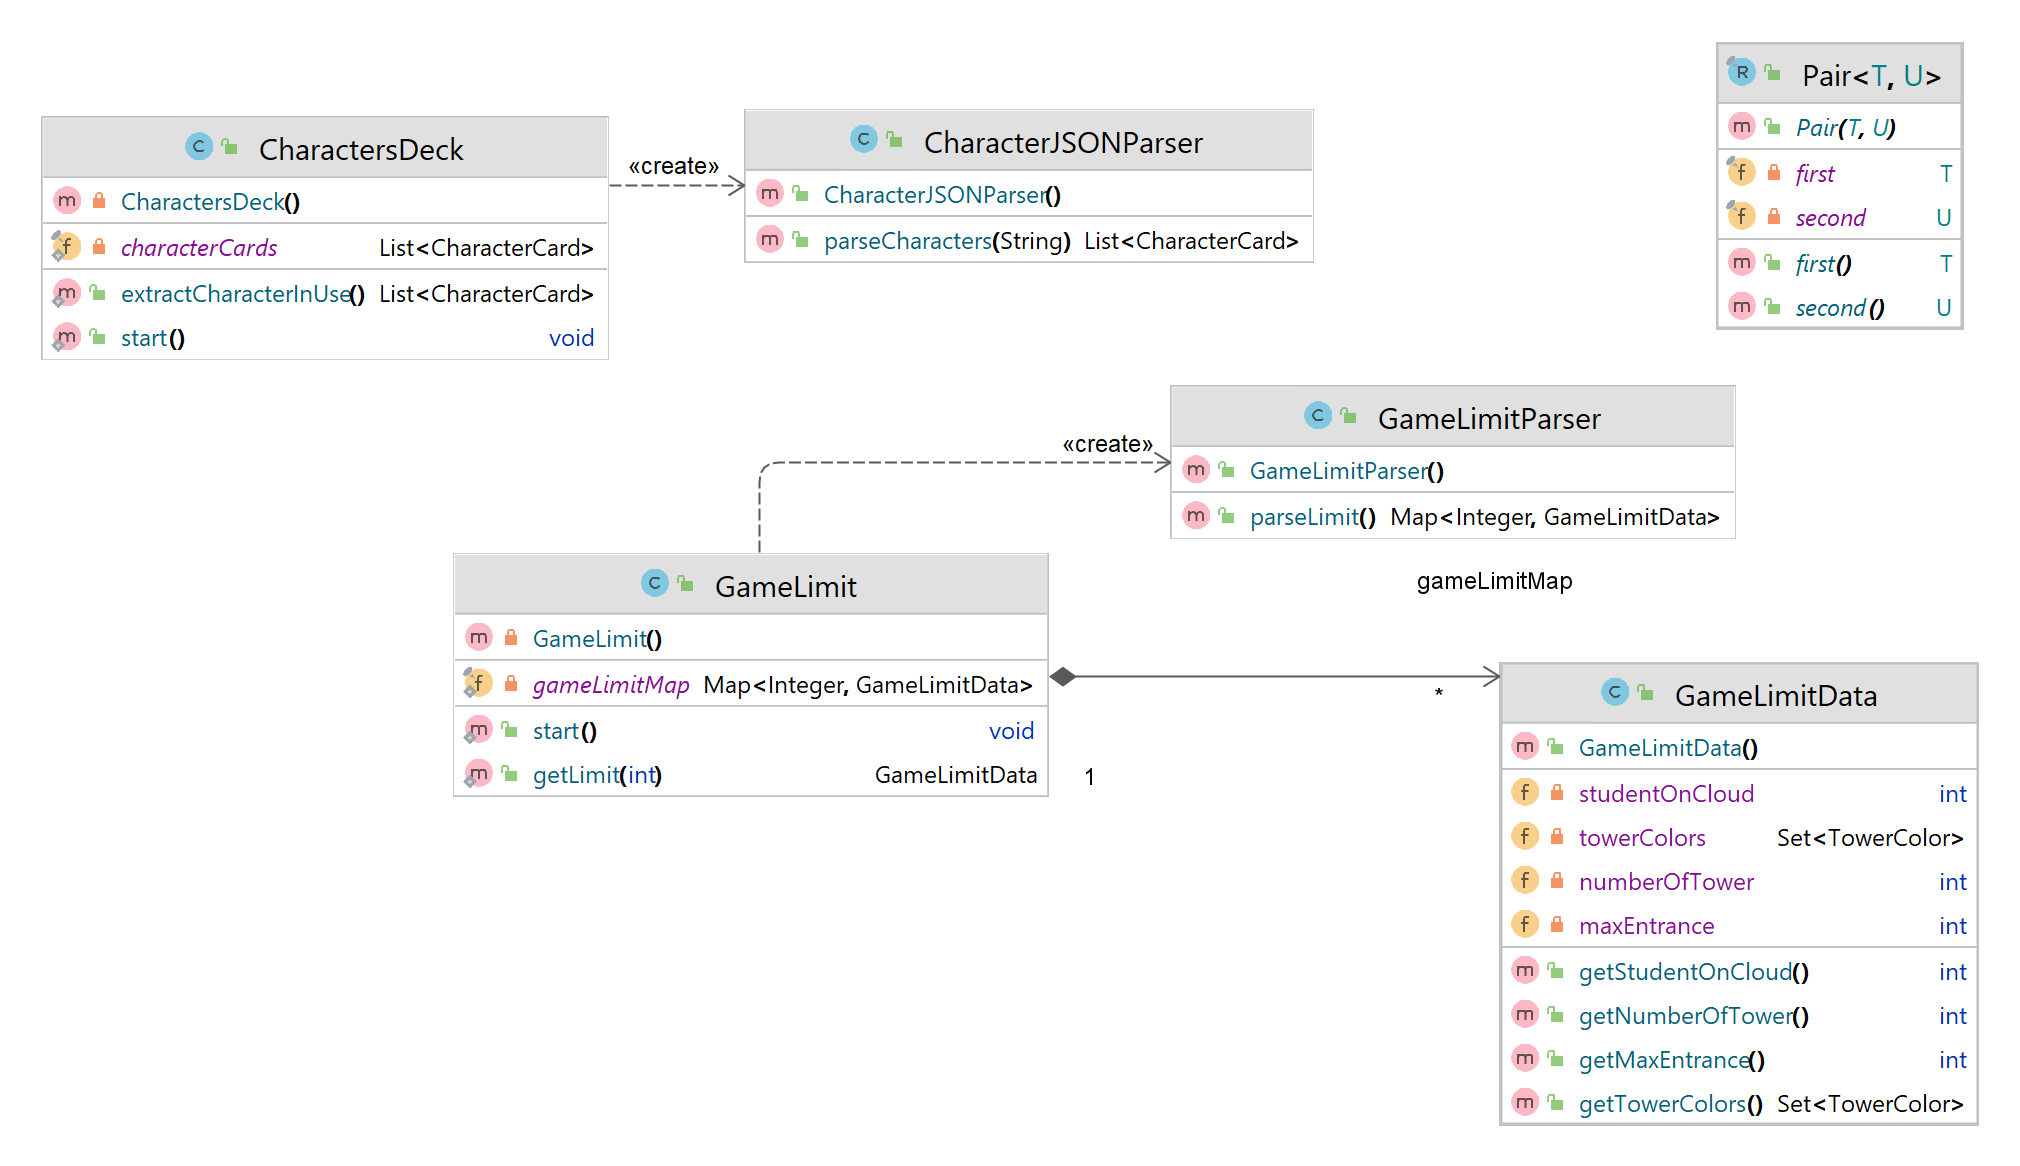 CharactersDeck
CharactersDeck()
characterCards List<CharacterCard>
extractCharacterInUse() List<CharacterCard>
start() void
«create»
CharacterJSONParser
CharacterJSONParser()
parseCharacters(String) List<CharacterCard>
Pair<T, U>
Pair(T, U)
first T
second U
first() T
second() U
«create»
GameLimitParser
GameLimitParser()
parseLimit() Map<Integer, GameLimitData>
GameLimit
GameLimit()
gameLimitMap Map<Integer, GameLimitData>
start() void
getLimit(int) GameLimitData
gameLimitMap
*
1
GameLimitData
GameLimitData()
studentOnCloud int
towerColors Set<TowerColor>
numberOfTower int
maxEntrance int
getStudentOnCloud() int
getNumberOfTower() int
getMaxEntrance() int
getTowerColors() Set<TowerColor>